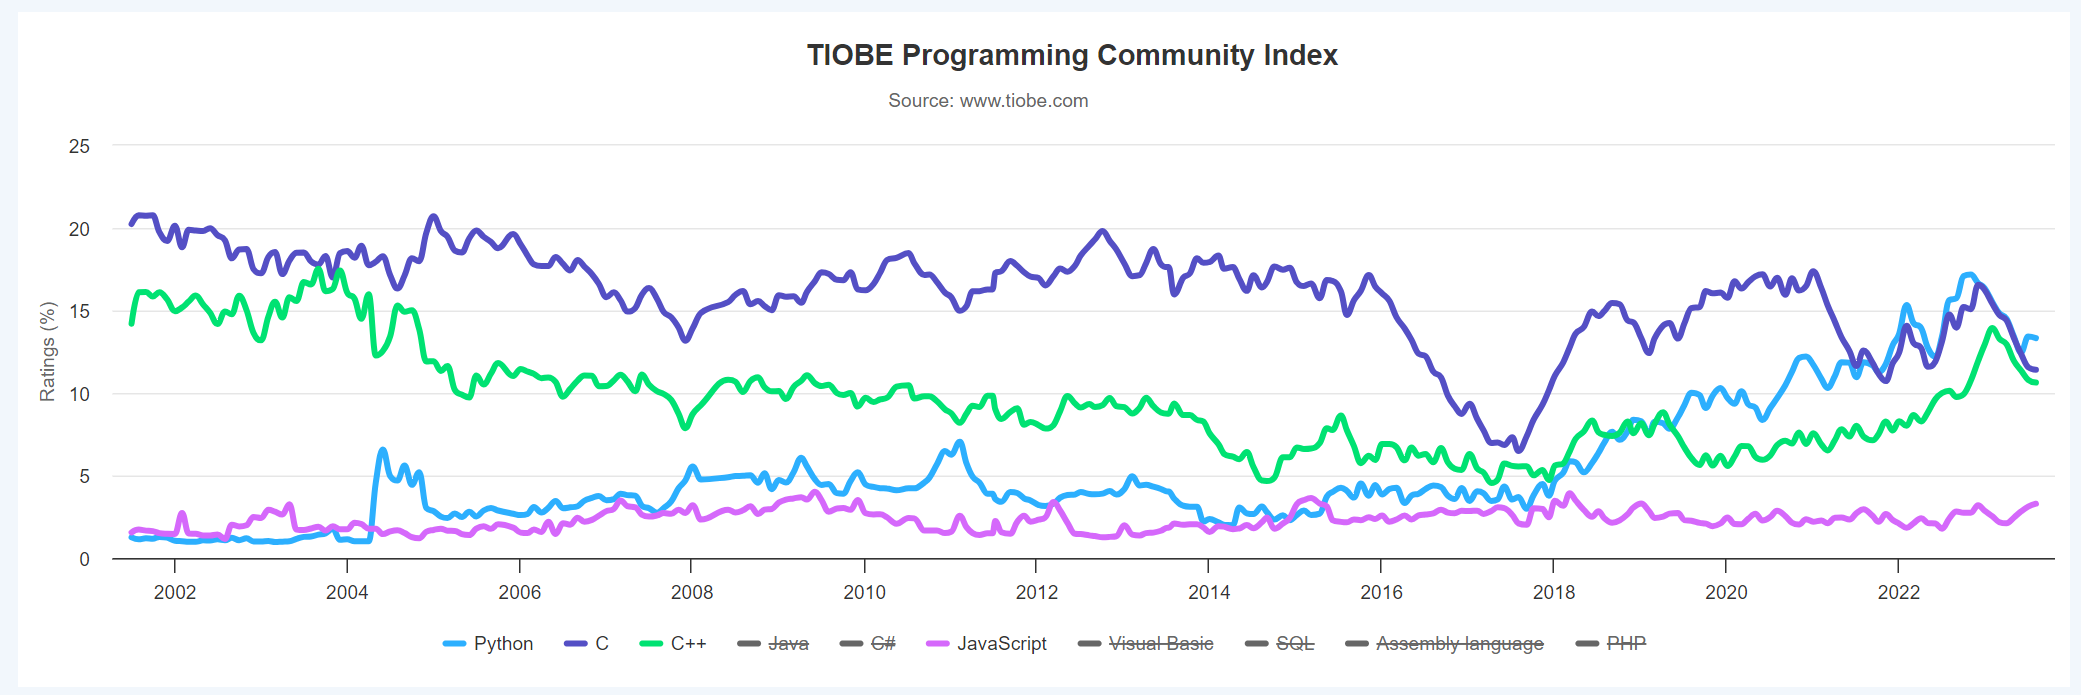 TIOBE Programming Community Index
Source: www.tiobe.com
Ratings (%)
25
20
15
10
5
0
2002 2004 2006 2008 2010 2012 2014 2016 2018 2020 2022
Python C C++ Java C# JavaScript Visual Basic SQL Assembly language PHP